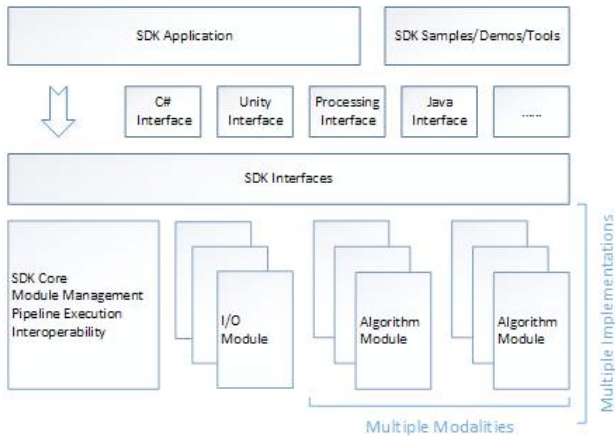 SDK Application
SDK Samples/Demos/Tools
C#
Interface
Unity
Interface
Processing
Interface
Java
Interface
......
SDK Interfaces
SDK Core
Module Management
Pipeline Execution
Interoperability
I/O
Module
Algorithm
Module
Algorithm
Module
Multiple Implementations
Multiple Modalities